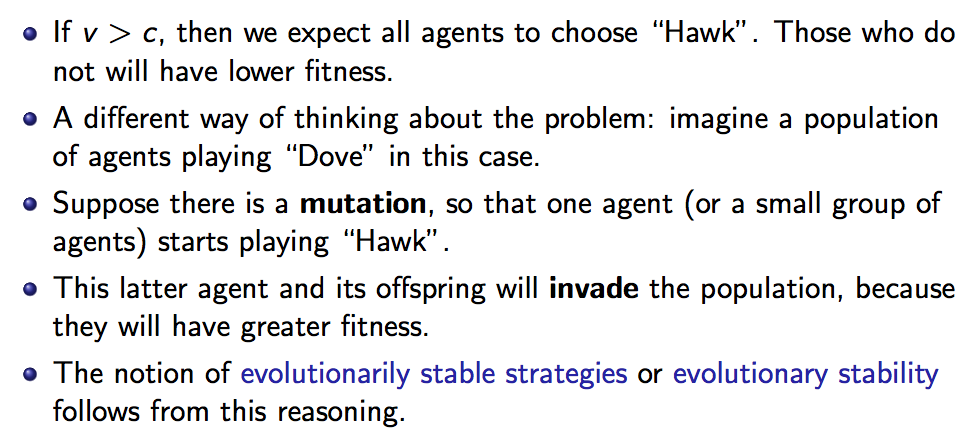 If v > c, then we expect all agents to choose “Hawk”. Those who do
not will have lower fitness.
A different way of thinking about the problem: imagine a population
of agents playing “Dove” in this case.
Suppose there is a mutation, so that one agent (or a small group of
agents) starts playing “Hawk”.
This latter agent and its offspring will invade the population, because
they will have greater fitness.
The notion of evolutionarily stable strategies or evolutionary stability
follows from this reasoning.